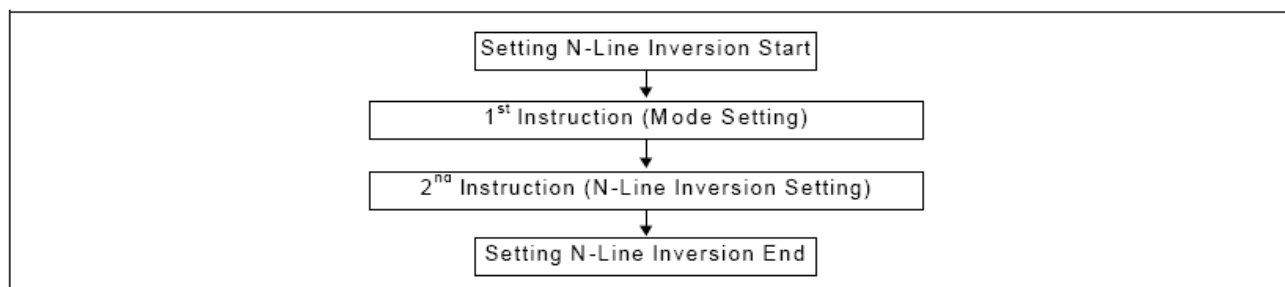 Setting N-Line Inversion Start
1st Instruction (Mode Setting)
2nd Instruction (N-Line Inversion Setting)
Setting N-Line Inversion End